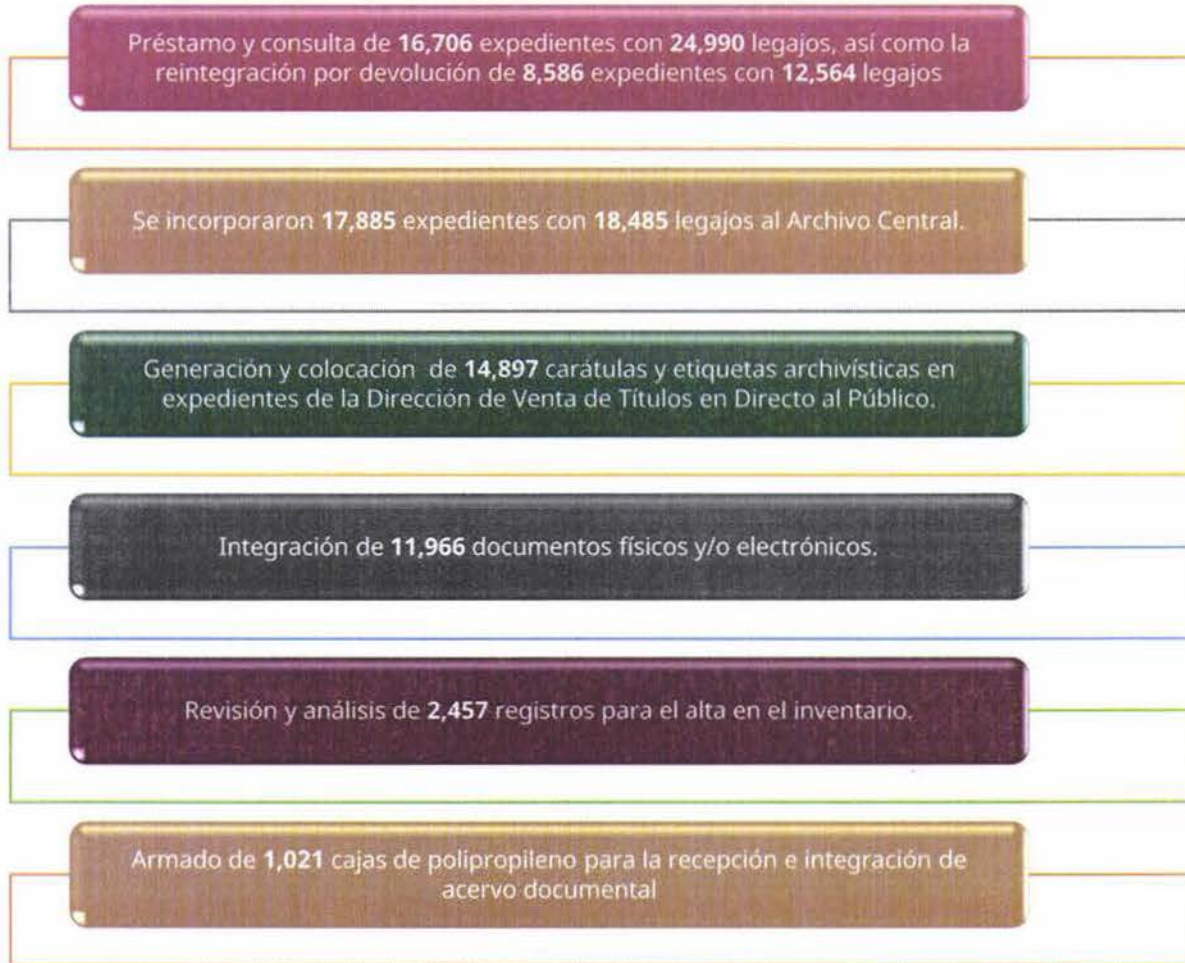 Préstamo y consulta de 16,706 expedientes con 24,990 legajos, así como la
reintegración por devolución de 8,586 expedientes con 12,564 legajos
Se incorporaron 17,885 expedientes con 18,485 legajos al Archivo Central.
Generación y colocación de 14,897 carátulas y etiquetas archivísticas en
expedientes de la Dirección de Venta de Títulos en Directo al Público.
Integración de 11,966 documentos físicos y/o electrónicos.
Revisión y análisis de 2,457 registros para el alta en el inventario.
Armado de 1,021 cajas de polipropileno para la recepción e integración de
acervo documental